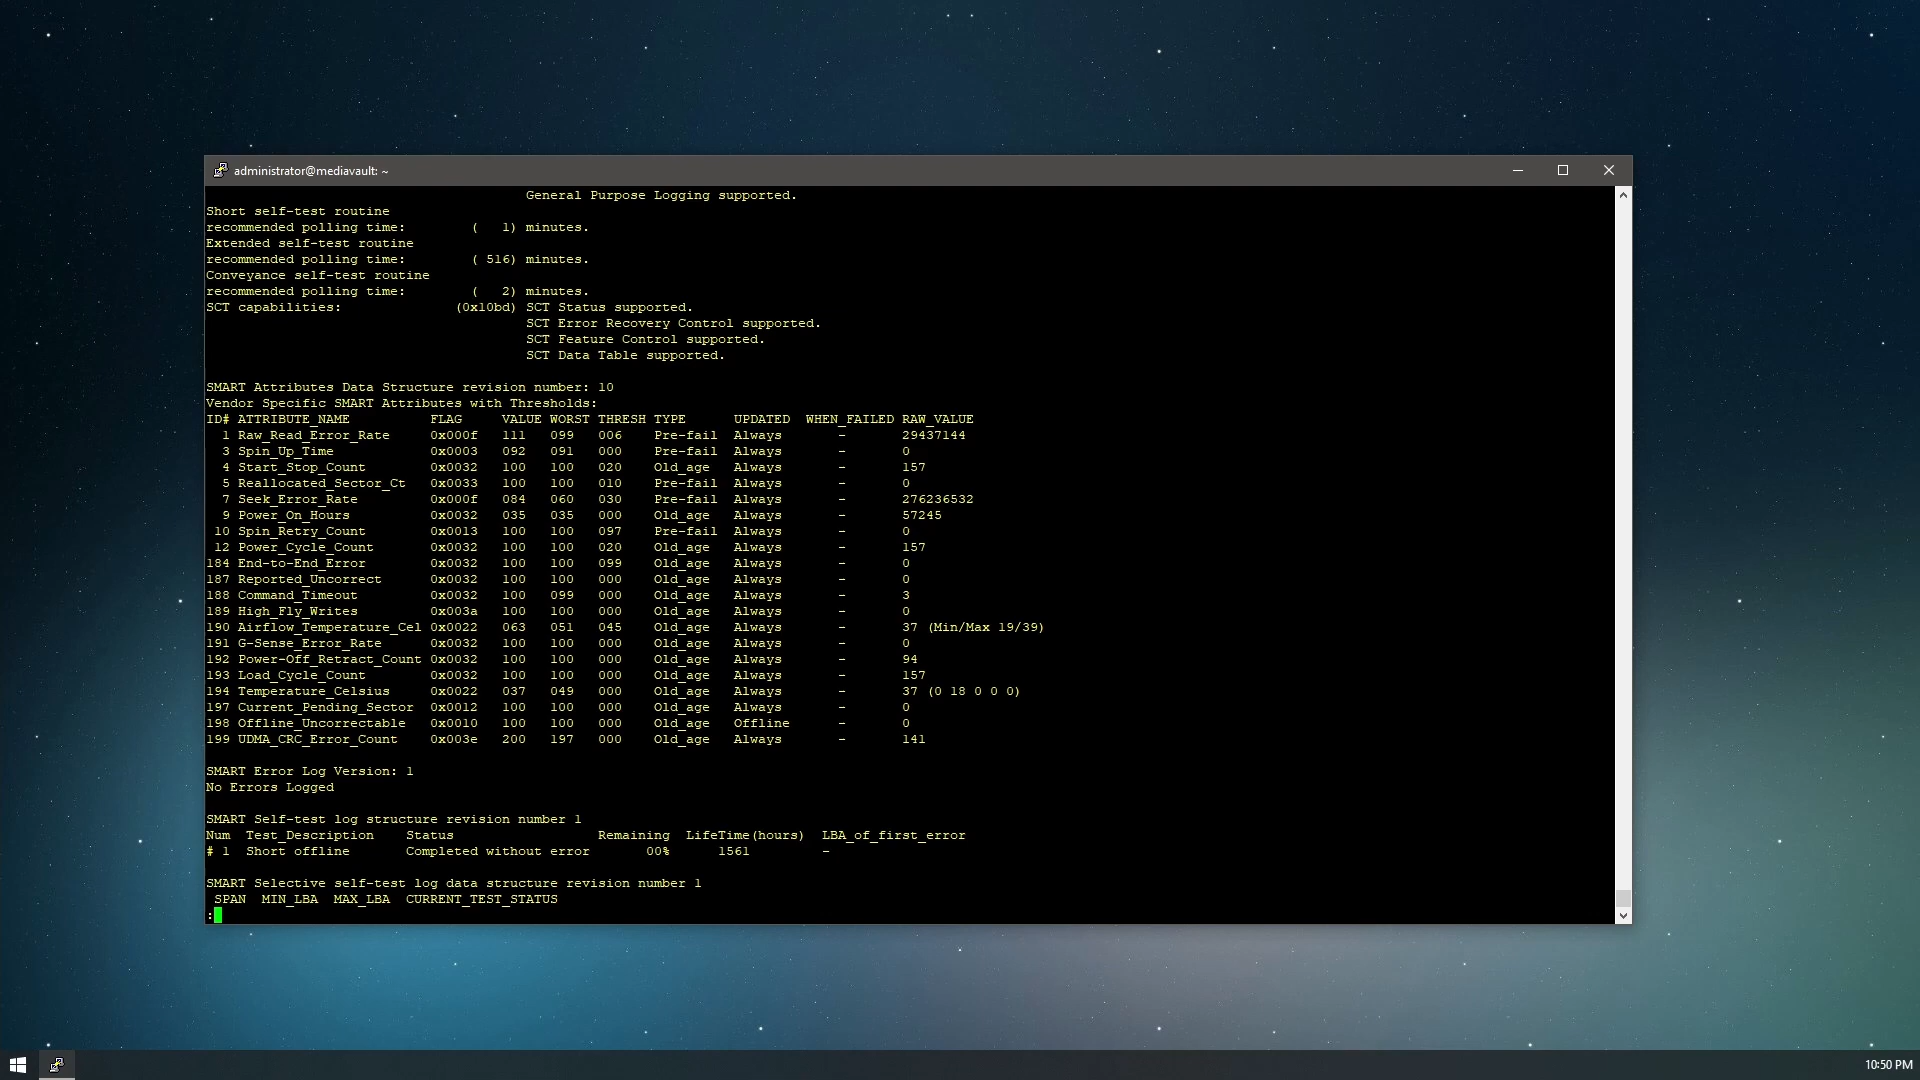 administrator@mediavault: ~
General Purpose Logging supported.
Short self-test routine
recommended polling time: ( 1) minutes.
Extended self-test routine
recommended polling time: ( 516) minutes.
Conveyance self-test routine
recommended polling time: ( 2) minutes.
SCT capabilities: (0x10bd) SCT Status supported.
SCT Error Recovery Control supported.
SCT Feature Control supported.
SCT Data Table supported.
SMART Attributes Data Structure revision number: 10
Vendor Specific SMART Attributes with Thresholds:
ID# ATTRIBUTE_NAME FLAG VALUE WORST THRESH TYPE UPDATED WHEN_FAILED RAW_VALUE
1 Raw_Read_Error_Rate 0x000f 111 099 006 Pre-fail Always - 29437144
3 Spin_Up_Time 0x0003 092 091 000 Pre-fail Always - 0
4 Start_Stop_Count 0x0032 100 100 020 Old_age Always - 157
5 Reallocated_Sector_Ct 0x0033 100 100 010 Pre-fail Always - 0
7 Seek_Error_Rate 0x000f 084 060 030 Pre-fail Always - 276236532
9 Power_On_Hours 0x0032 035 035 000 Old_age Always - 57245
10 Spin_Retry_Count 0x0013 100 100 097 Pre-fail Always - 0
12 Power_Cycle_Count 0x0032 100 100 020 Old_age Always - 157
184 End-to-End_Error 0x0032 100 100 099 Old_age Always - 0
187 Reported_Uncorrect 0x0032 100 100 000 Old_age Always - 0
188 Command_Timeout 0x0032 100 099 000 Old_age Always - 3
189 High_Fly_Writes 0x003a 100 100 000 Old_age Always - 0
190 Airflow_Temperature_Cel 0x0022 063 051 045 Old_age Always - 37 (Min/Max 19/39)
191 G-Sense_Error_Rate 0x0032 100 100 000 Old_age Always - 0
192 Power-Off_Retract_Count 0x0032 100 100 000 Old_age Always - 94
193 Load_Cycle_Count 0x0032 100 100 000 Old_age Always - 157
194 Temperature_Celsius 0x0022 037 049 000 Old_age Always - 37 (0 18 0 0 0)
197 Current_Pending_Sector 0x0012 100 100 000 Old_age Always - 0
198 Offline_Uncorrectable 0x0010 100 100 000 Old_age Offline - 0
199 UDMA_CRC_Error_Count 0x003e 200 197 000 Old_age Always - 141
SMART Error Log Version: 1
No Errors Logged
SMART Self-test log structure revision number 1
Num Test_Description Status Remaining LifeTime(hours) LBA_of_first_error
# 1 Short offline Completed without error 00% 1561 -
SMART Selective self-test log data structure revision number 1
SPAN MIN_LBA MAX_LBA CURRENT_TEST_STATUS
:
10:50 PM